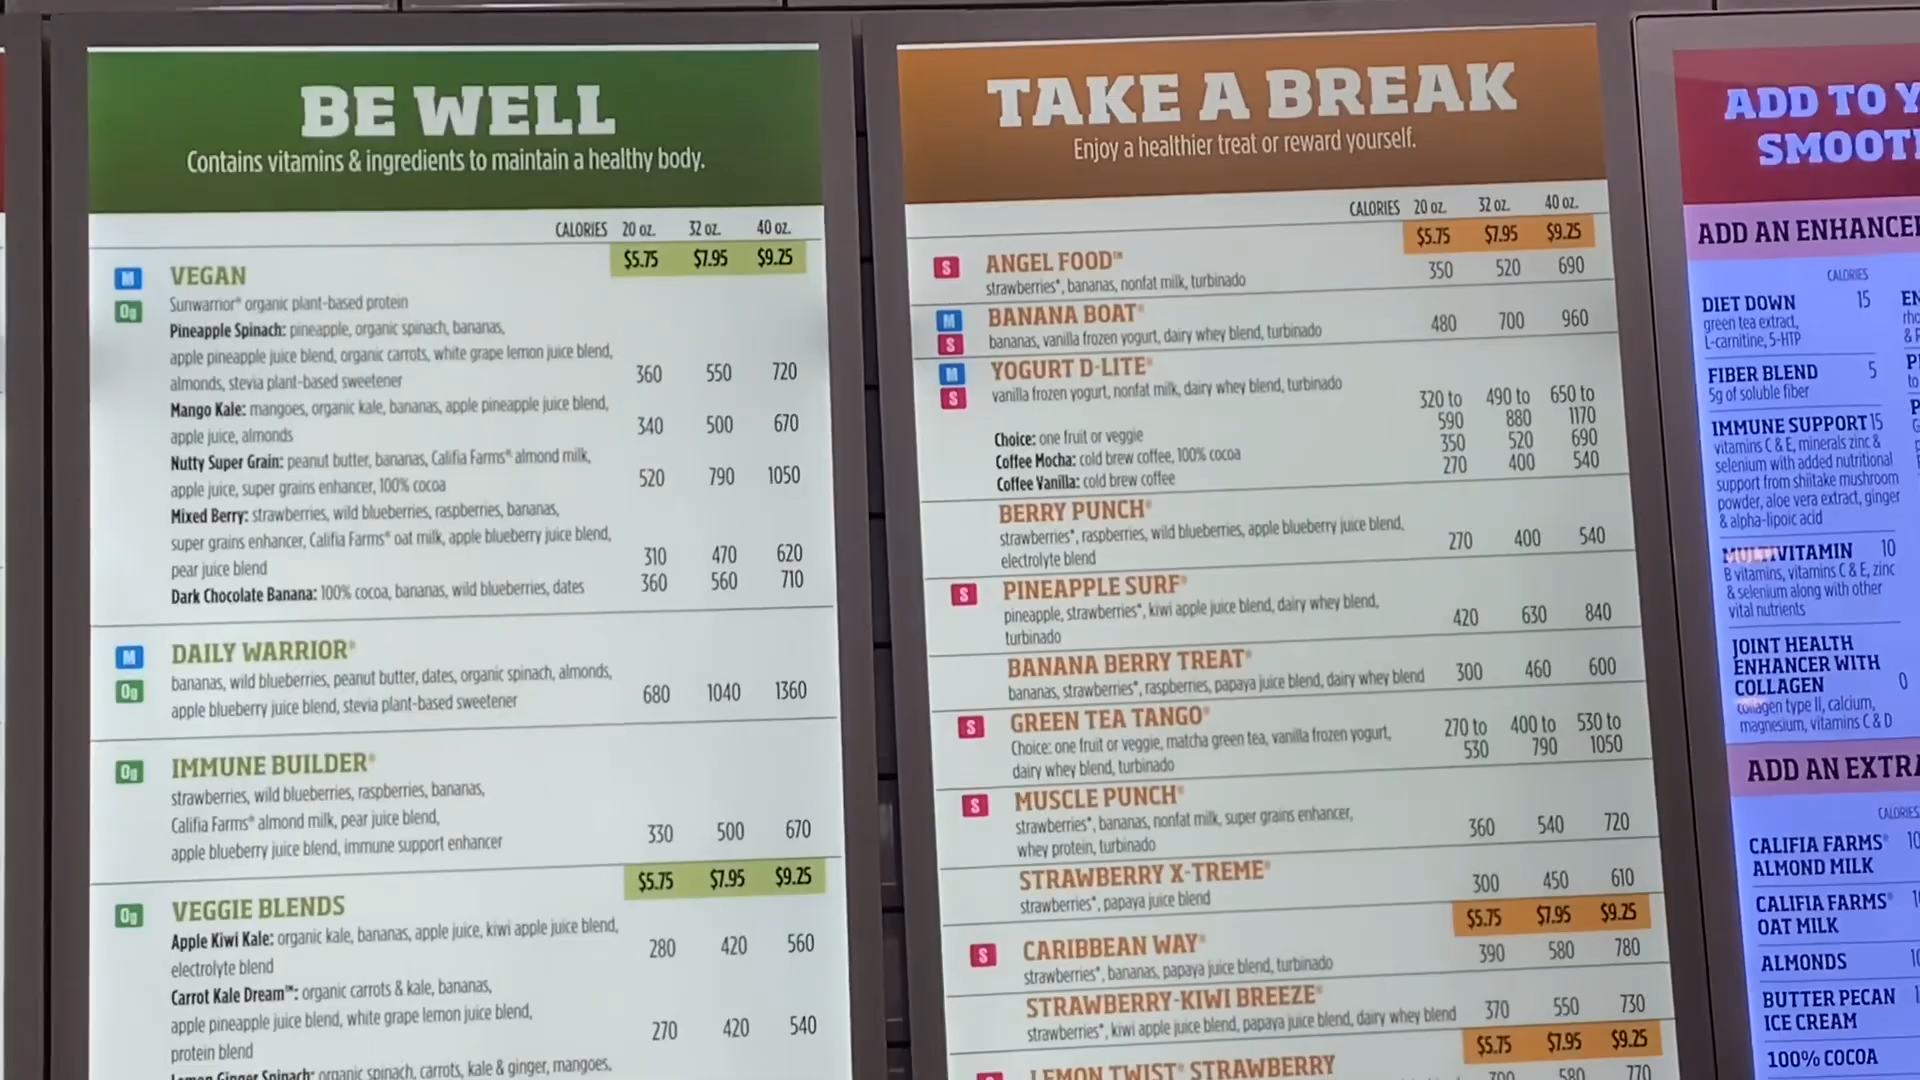 BE WELL
Contains vitamins & ingredients to maintain a healthy body.
CALORIES 20 oz. 32 oz. 40 oz.
$5.75 $7.95 $9.25
M VEGAN
Og Sunwarrior® organic plant-based protein
Pineapple Spinach: pineapple, organic spinach, bananas,
apple pineapple juice blend, organic carrots, white grape lemon juice blend,
almonds, stevia plant-based sweetener 360 550 720
Mango Kale: mangoes, organic kale, bananas, apple pineapple juice blend,
apple juice, almonds 340 500 670
Nutty Super Grain: peanut butter, bananas, Califia Farms® almond milk,
apple juice, super grains enhancer, 100% cocoa 520 790 1050
Mixed Berry: strawberries, wild blueberries, raspberries, bananas,
super grains enhancer, Califia Farms® oat milk, apple blueberry juice blend,
pear juice blend 310 470 620
Dark Chocolate Banana: 100% cocoa, bananas, wild blueberries, dates 360 560 710
M DAILY WARRIOR®
Og bananas, wild blueberries, peanut butter, dates, organic spinach, almonds,
apple blueberry juice blend, stevia plant-based sweetener 680 1040 1360
Og IMMUNE BUILDER®
strawberries, wild blueberries, raspberries, bananas,
Califia Farms® almond milk, pear juice blend,
apple blueberry juice blend, immune support enhancer 330 500 670
$5.75 $7.95 $9.25
Og VEGGIE BLENDS
Apple Kiwi Kale: organic kale, bananas, apple juice, kiwi apple juice blend,
electrolyte blend 280 420 560
Carrot Kale Dream™: organic carrots & kale, bananas,
apple pineapple juice blend, white grape lemon juice blend,
protein blend 270 420 540
Lemon Ginger Spinach: organic spinach, carrots, kale & ginger, mangoes,
TAKE A BREAK
Enjoy a healthier treat or reward yourself.
CALORIES 20 oz. 32 oz. 40 oz.
$5.75 $7.95 $9.25
S ANGEL FOOD™ 350 520 690
strawberries*, bananas, nonfat milk, turbinado
M BANANA BOAT®
S bananas, vanilla frozen yogurt, dairy whey blend, turbinado 480 700 960
M YOGURT D-LITE®
S vanilla frozen yogurt, nonfat milk, dairy whey blend, turbinado
Choice: one fruit or veggie 320 to 590 490 to 880 650 to 1170
Coffee Mocha: cold brew coffee, 100% cocoa 350 520 690
Coffee Vanilla: cold brew coffee 270 400 540
BERRY PUNCH®
strawberries*, raspberries, wild blueberries, apple blueberry juice blend,
electrolyte blend 270 400 540
S PINEAPPLE SURF®
pineapple, strawberries*, kiwi apple juice blend, dairy whey blend,
turbinado 420 630 840
BANANA BERRY TREAT®
bananas, strawberries*, raspberries, papaya juice blend, dairy whey blend 300 460 600
S GREEN TEA TANGO®
Choice: one fruit or veggie, matcha green tea, vanilla frozen yogurt, 270 to 400 to 530 to
dairy whey blend, turbinado 530 790 1050
S MUSCLE PUNCH®
strawberries*, bananas, nonfat milk, super grains enhancer,
whey protein, turbinado 360 540 720
STRAWBERRY X-TREME®
strawberries*, papaya juice blend 300 450 610
$5.75 $7.95 $9.25
S CARIBBEAN WAY® 390 580 780
strawberries*, bananas, papaya juice blend, turbinado
STRAWBERRY-KIWI BREEZE®
strawberries*, kiwi apple juice blend, papaya juice blend, dairy whey blend 370 550 730
$5.75 $7.95 $9.25
LEMON TWIST® STRAWBERRY
580 770
ADD TO Y
SMOOT
ADD AN ENHANCE
CALORIES
DIET DOWN 15
green tea extract,
L-carnitine, 5-HTP
FIBER BLEND 5
5g of soluble fiber
IMMUNE SUPPORT 15
vitamins C & E, minerals zinc &
selenium with added nutritional
support from shiitake mushroom
powder, aloe vera extract, ginger
& alpha-lipoic acid
MULTIVITAMIN 10
B vitamins, vitamins C & E, zinc
& selenium along with other
vital nutrients
JOINT HEALTH
ENHANCER WITH
COLLAGEN 0
collagen type II, calcium,
magnesium, vitamins C & D
ADD AN EXTRA
CALORIES
CALIFIA FARMS®
ALMOND MILK
CALIFIA FARMS®
OAT MILK
ALMONDS
BUTTER PECAN
ICE CREAM
100% COCOA